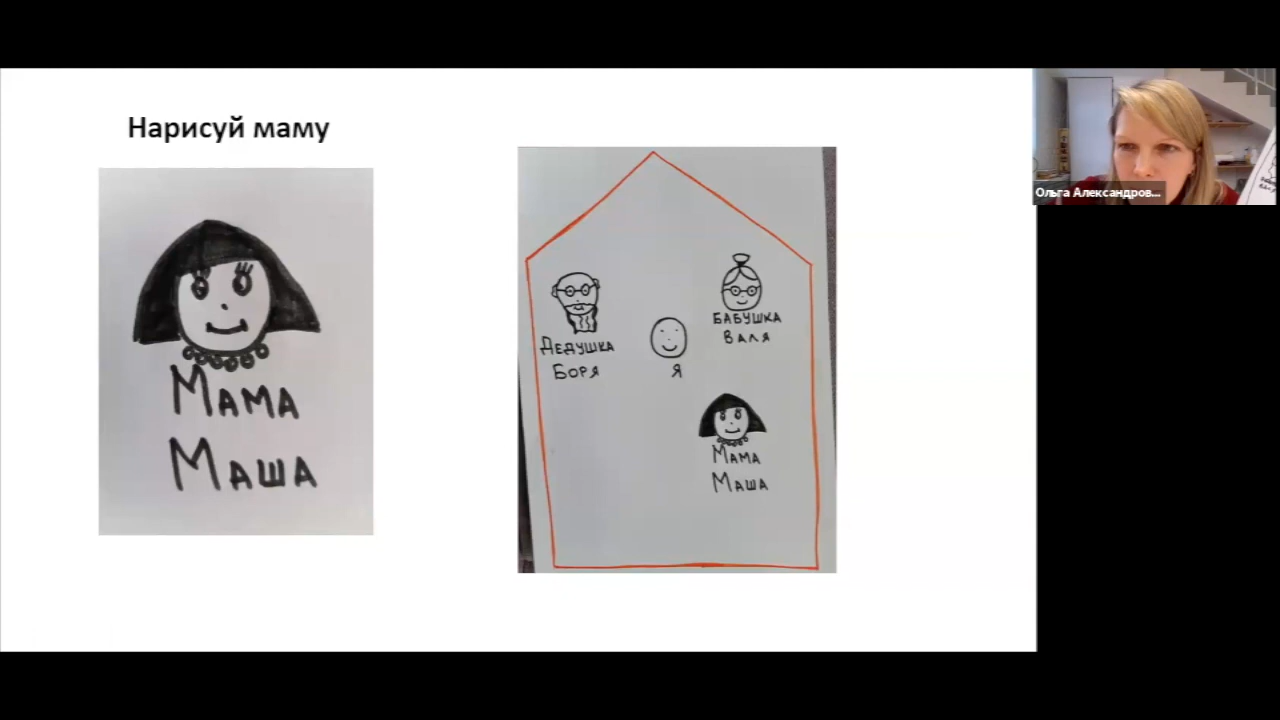 Нарисуй маму
Мама
Маша
Дедушка
Боря
Бабушка
Валя
Я
Мама
Маша
Ольга Александров...